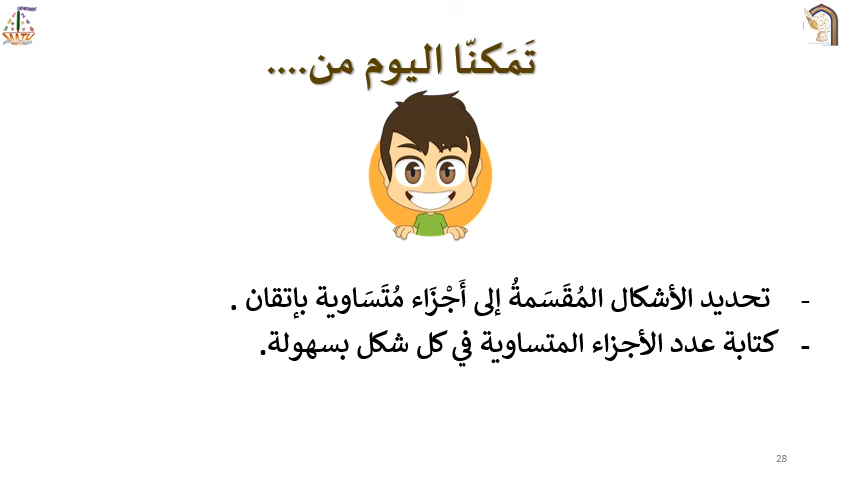 تَمَكنّا اليوم من....
- تحديد الأشكال المُقَسَمةُ إلى أَجْزَاء مُتَسَاوية بإتقان .
- كتابة عدد الأجزاء المتساوية في كل شكل بسهولة.
28